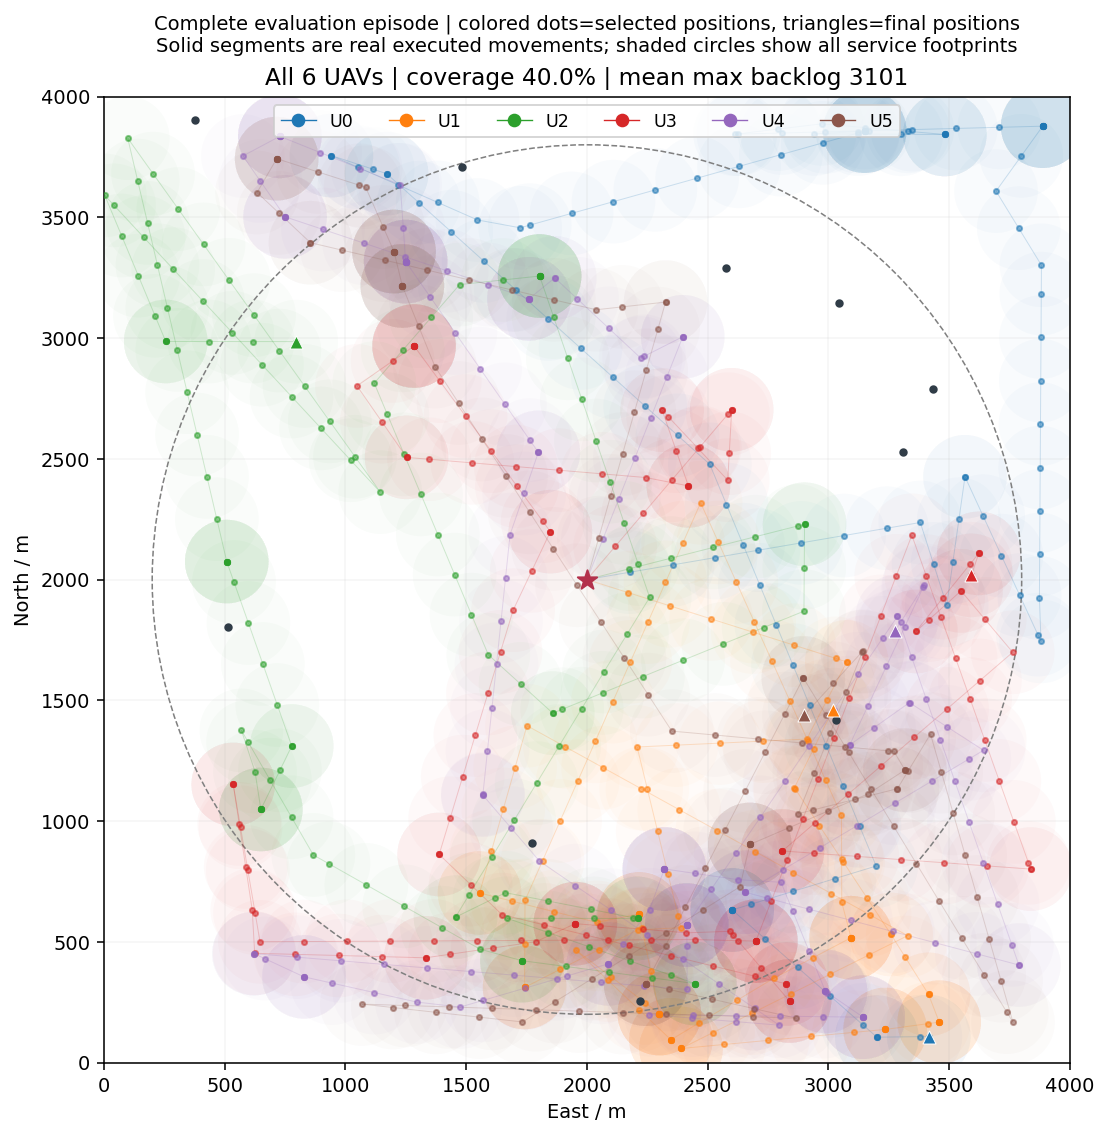 Complete evaluation episode | colored dots=selected positions, triangles=final positions
Solid segments are real executed movements; shaded circles show all service footprints
All 6 UAVs | coverage 40.0% | mean max backlog 3101
U0 U1 U2 U3 U4 U5
4000
3500
3000
2500
2000
1500
1000
500
0
North / m
0 500 1000 1500 2000 2500 3000 3500 4000
East / m